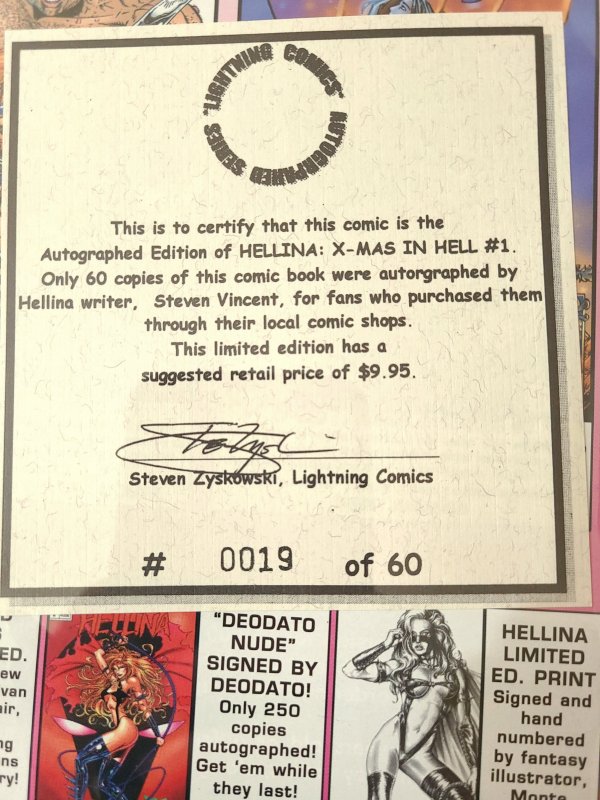 "LIGHTNING COMICS" AUTOGRPAHED SERIES
This is to certify that this comic is the
Autographed Edition of HELLINA: X-MAS IN HELL #1.
Only 60 copies of this comic book were autorgraphed by
Hellina writer, Steven Vincent, for fans who purchased them
through their local comic shops.
This limited edition has a
suggested retail price of $9.95.
Steven Zyskowski, Lightning Comics
# 0019 of 60
ED.
HELLINA
"DEODATO
NUDE"
SIGNED BY
DEODATO!
Only 250
copies
autographed!
Get 'em while
they last!
HELLINA
LIMITED
ED. PRINT
Signed and
hand
numbered
by fantasy
illustrator,
Monte